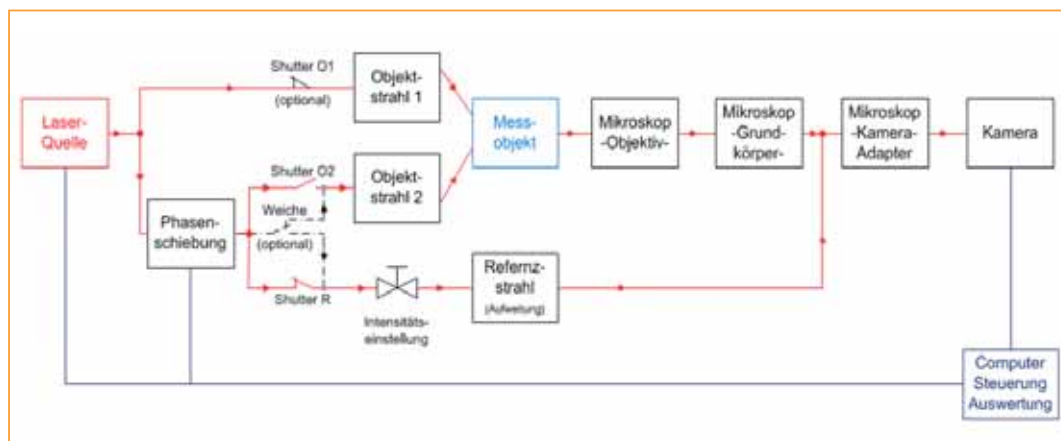 Laser-
Quelle
Shutter O1
(optional)
Objekt-
strahl 1
Mess-
objekt
Mikroskop
-Objektiv-
Mikroskop
-Grund-
körper-
Mikroskop
-Kamera-
Adapter
Kamera
Shutter O2
Objekt-
strahl 2
Weiche
(optional)
Phasen-
schiebung
Shutter R
Intensitäts-
einstellung
Refernz-
strahl
(Aufweitung)
Computer
Steuerung
Auswertung